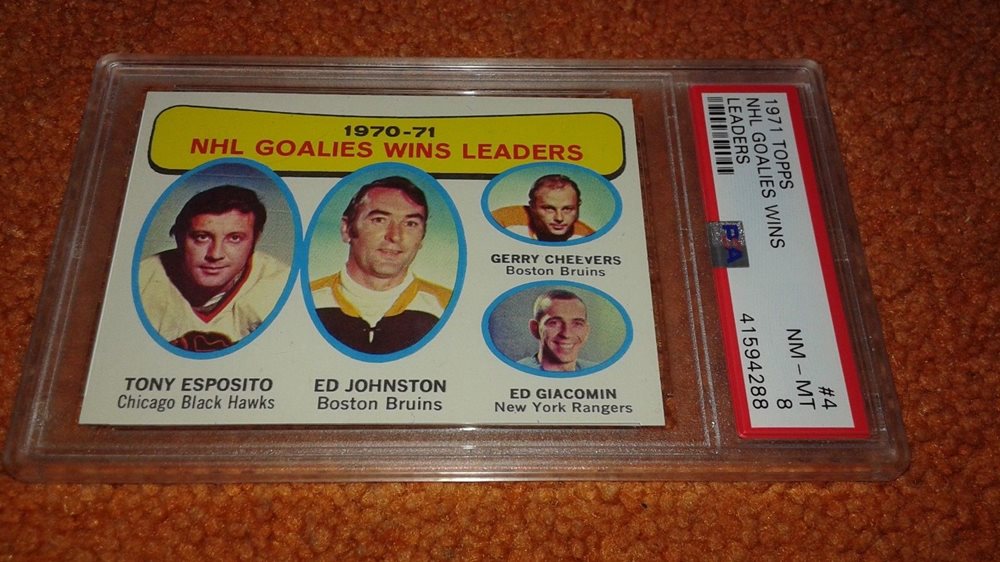 1970-71
NHL GOALIES WINS LEADERS
GERRY CHEEVERS
Boston Bruins
TONY ESPOSITO
Chicago Black Hawks
ED JOHNSTON
Boston Bruins
ED GIACOMIN
New York Rangers
1971 TOPPS #4
NHL GOALIES WINS NM - MT
LEADERS 8
41594288
PSA